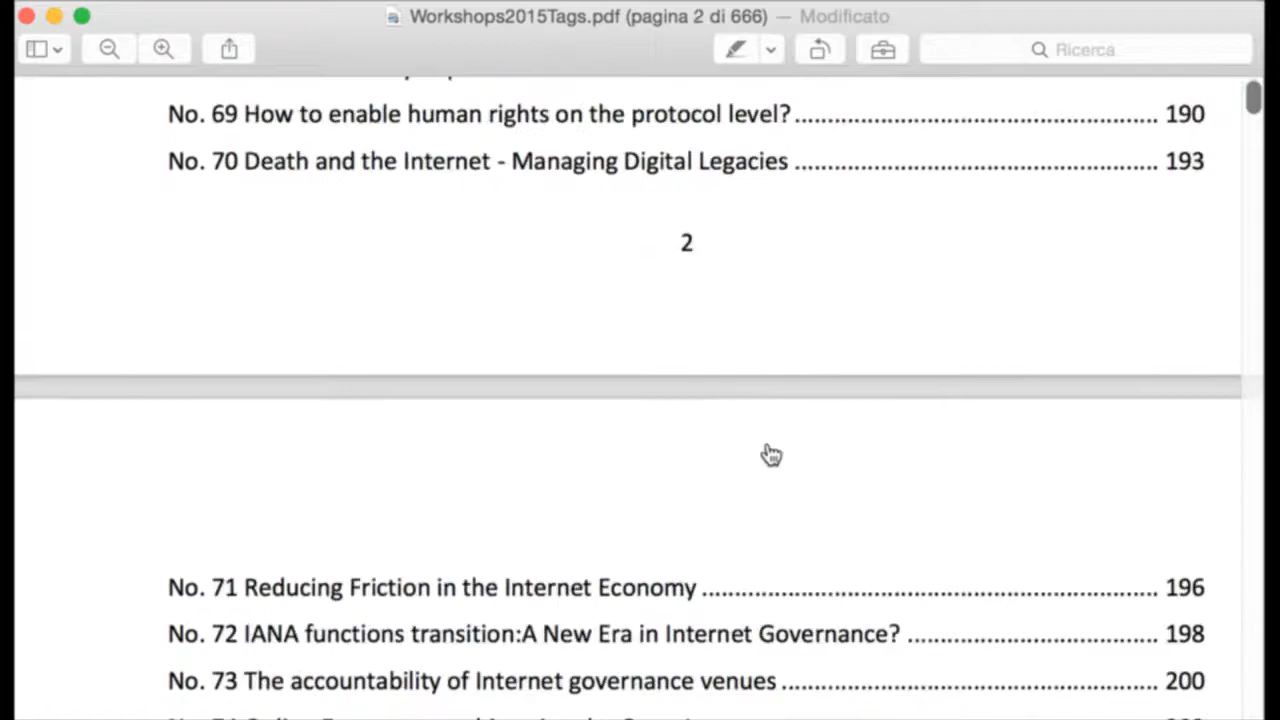 Workshops2015Tags.pdf (pagina 2 di 666) — Modificato
Ricerca
No. 69 How to enable human rights on the protocol level? 190
No. 70 Death and the Internet - Managing Digital Legacies 193
2
No. 71 Reducing Friction in the Internet Economy 196
No. 72 IANA functions transition:A New Era in Internet Governance? 198
No. 73 The accountability of Internet governance venues 200